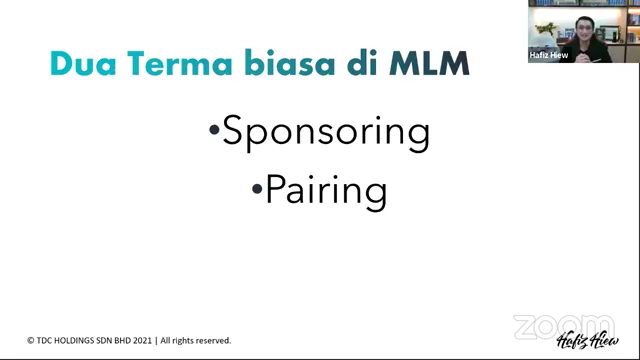 Dua Terma biasa di MLM
•Sponsoring
•Pairing
Hafiz Hiew
© TDC HOLDINGS SDN BHD 2021 | All rights reserved.
zoom
Hafiz Hiew